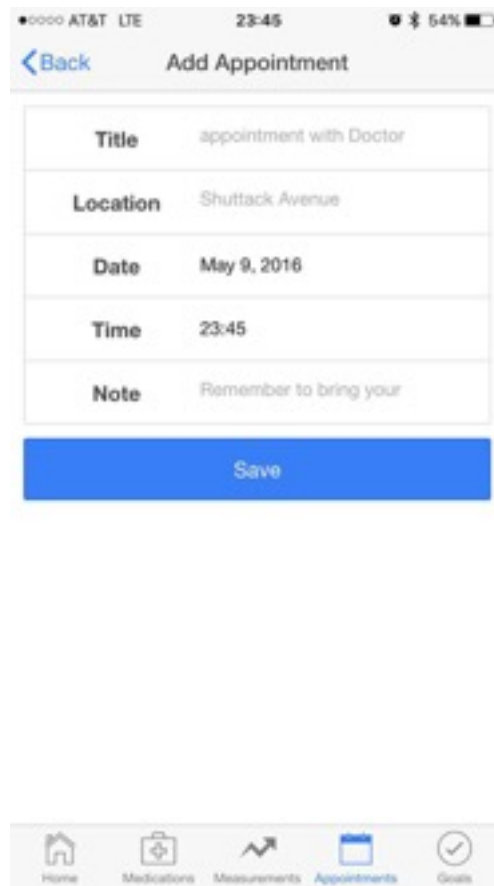 AT&T LTE 23:45 54%
Back Add Appointment
Title appointment with Doctor
Location Shuttack Avenue
Date May 9, 2016
Time 23:45
Note Remember to bring your
Save
Home Medications Measurements Appointments Goals